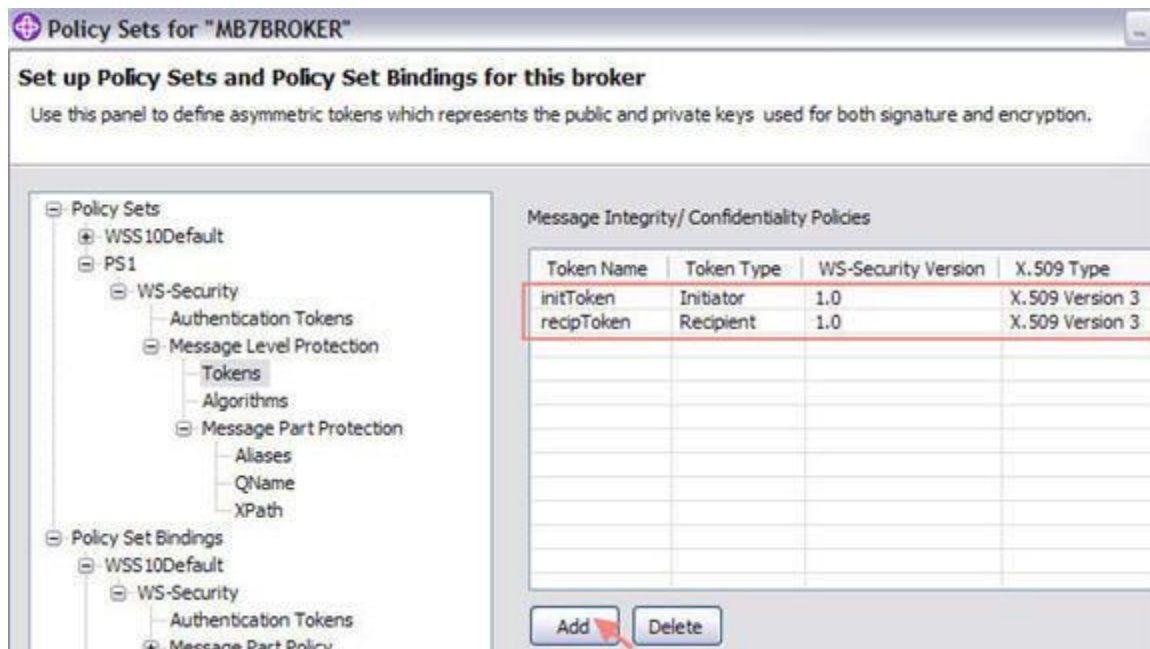 Policy Sets for "MB7BROKER"
Set up Policy Sets and Policy Set Bindings for this broker
Use this panel to define asymmetric tokens which represents the public and private keys used for both signature and encryption.
Policy Sets
WSS10Default
PS1
WS-Security
Authentication Tokens
Message Level Protection
Tokens
Algorithms
Message Part Protection
Aliases
QName
XPath
Policy Set Bindings
WSS10Default
WS-Security
Authentication Tokens
Message Part Policy
Message Integrity/ Confidentiality Policies
Token Name Token Type WS-Security Version X.509 Type
initToken Initiator 1.0 X.509 Version 3
recipToken Recipient 1.0 X.509 Version 3
Add Delete